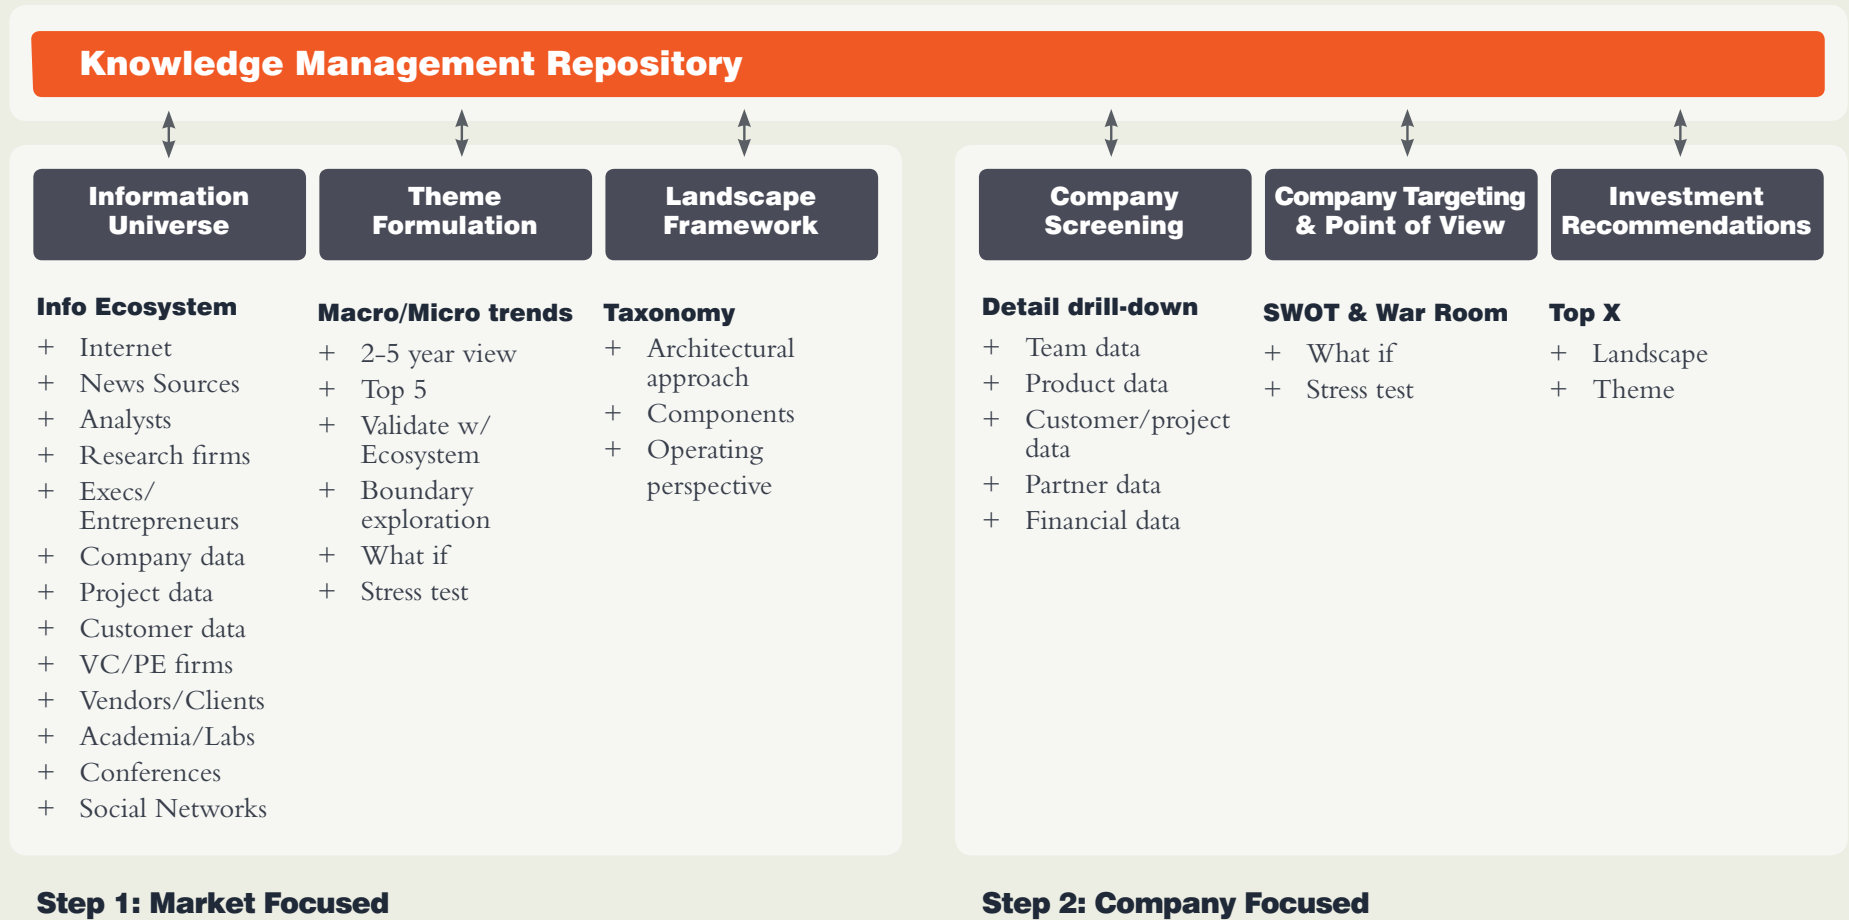 Knowledge Management Repository
Information
Universe
Info Ecosystem
+ Internet
+ News Sources
+ Analysts
+ Research firms
+ Execs/
Entrepreneurs
+ Company data
+ Project data
+ Customer data
+ VC/PE firms
+ Vendors/Clients
+ Academia/Labs
+ Conferences
+ Social Networks
Theme
Formulation
Macro/Micro trends
+ 2-5 year view
+ Top 5
+ Validate w/
Ecosystem
+ Boundary
exploration
+ What if
+ Stress test
Landscape
Framework
Taxonomy
+ Architectural
approach
+ Components
+ Operating
perspective
Step 1: Market Focused
Company
Screening
Detail drill-down
+ Team data
+ Product data
+ Customer/project
data
+ Partner data
+ Financial data
Company Targeting
& Point of View
SWOT & War Room
+ What if
+ Stress test
Investment
Recommendations
Top X
+ Landscape
+ Theme
Step 2: Company Focused